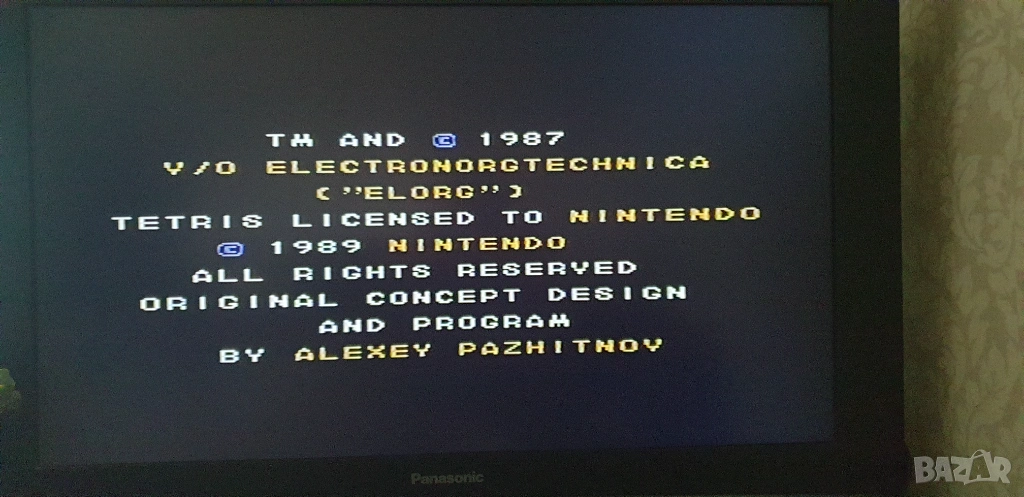 TM AND © 1987
V/O ELECTRONORGTECHNICA
("ELORG")
TETRIS LICENSED TO NINTENDO
© 1989 NINTENDO
ALL RIGHTS RESERVED
ORIGINAL CONCEPT DESIGN
AND PROGRAM
BY ALEXEY PAZHITNOV
Panasonic
BAZAR